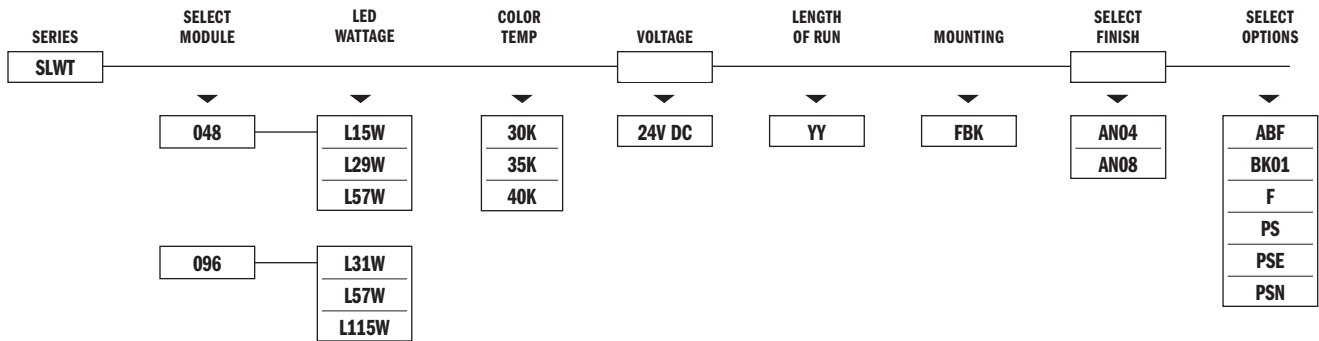 SERIES
SELECT
MODULE
LED
WATTAGE
COLOR
TEMP
VOLTAGE
LENGTH
OF RUN
MOUNTING
SELECT
FINISH
SELECT
OPTIONS
SLWT
048
L15W
L29W
L57W
30K
35K
40K
24V DC
YY
FBK
AN04
AN08
ABF
BK01
F
PS
PSE
PSN
096
L31W
L57W
L115W